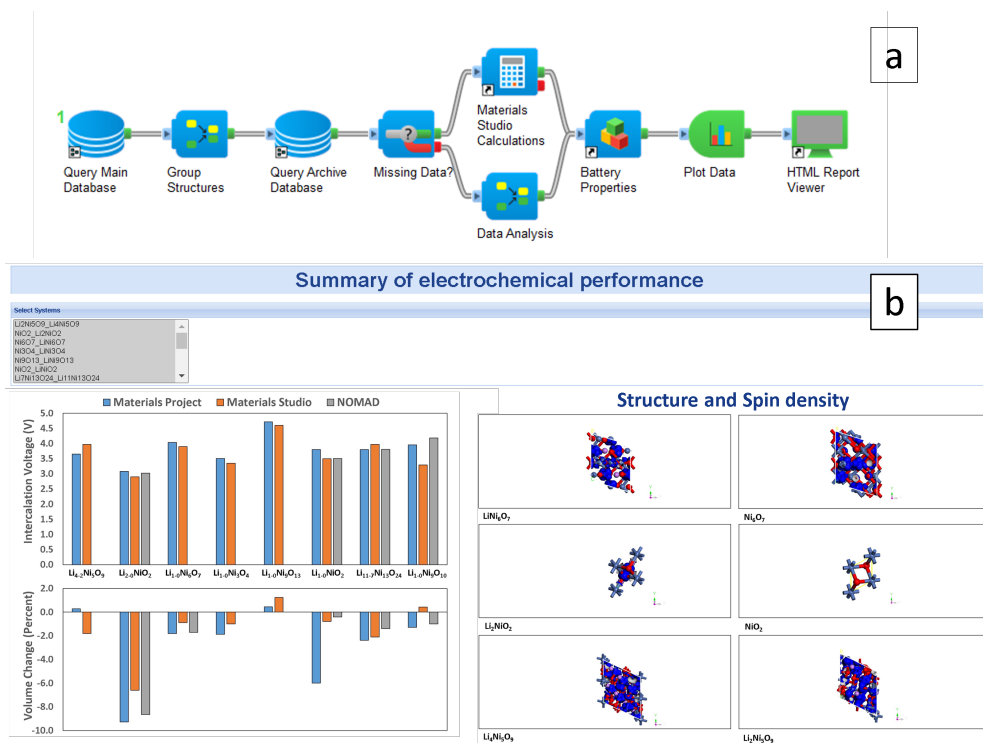 a
1
Query Main
Database
Group
Structures
Query Archive
Database
Missing Data?
?
Materials
Studio
Calculations
Data Analysis
Battery
Properties
Plot Data
HTML Report
Viewer
Summary of electrochemical performance
b
Select Systems
Li2Ni5O9_Li4Ni5O9
NiO2_Li2NiO2
Ni6O7_LiNi6O7
Ni3O4_LiNi3O4
Ni9O13_LiNi9O13
NiO2_LiNiO2
Li7Ni13O24_Li11Ni13O24
Materials Project Materials Studio NOMAD
Intercalation Voltage (V)
5.0
4.5
4.0
3.5
3.0
2.5
2.0
1.5
1.0
0.5
0.0
Li₄₋₂Ni₅O₉ Li₂₋₀NiO₂ Li₁₋₀Ni₆O₇ Li₁₋₀Ni₃O₄ Li₁₋₀Ni₉O₁₃ Li₁₋₀NiO₂ Li₁₁₋₇Ni₁₃O₂₄ Li₁₋₀Ni₉O₁₀
Volume Change (Percent)
2.0
0.0
-2.0
-4.0
-6.0
-8.0
-10.0
Structure and Spin density
LiNi₆O₇
Ni₆O₇
Li₂NiO₂
NiO₂
Li₄Ni₅O₉
Li₂Ni₅O₉